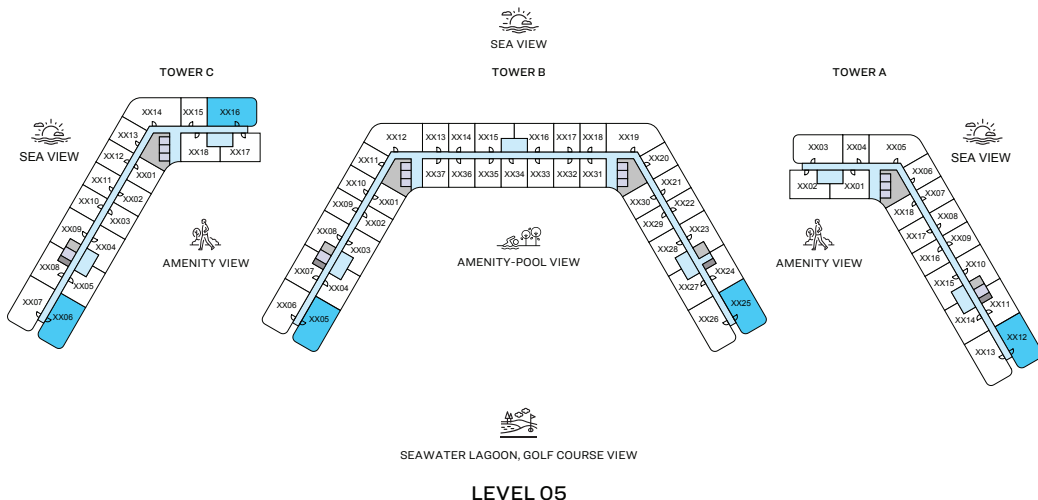 SEA VIEW
TOWER C
TOWER B
TOWER A
SEA VIEW
SEA VIEW
XX14
XX15
XX16
XX13
XX12
XX11
XX10
XX09
XX08
XX07
XX06
XX05
XX04
XX03
XX02
XX01
XX18
XX17
AMENITY VIEW
XX12
XX13
XX14
XX15
XX16
XX17
XX18
XX19
XX11
XX10
XX09
XX08
XX07
XX06
XX05
XX04
XX03
XX02
XX01
XX37
XX36
XX35
XX34
XX33
XX32
XX31
XX20
XX21
XX22
XX23
XX24
XX25
XX26
XX27
XX28
XX29
XX30
AMENITY-POOL VIEW
XX03
XX04
XX05
XX02
XX01
XX06
XX07
XX08
XX09
XX10
XX11
XX12
XX13
XX14
XX15
XX16
XX17
XX18
AMENITY VIEW
SEAWATER LAGOON, GOLF COURSE VIEW
LEVEL 05